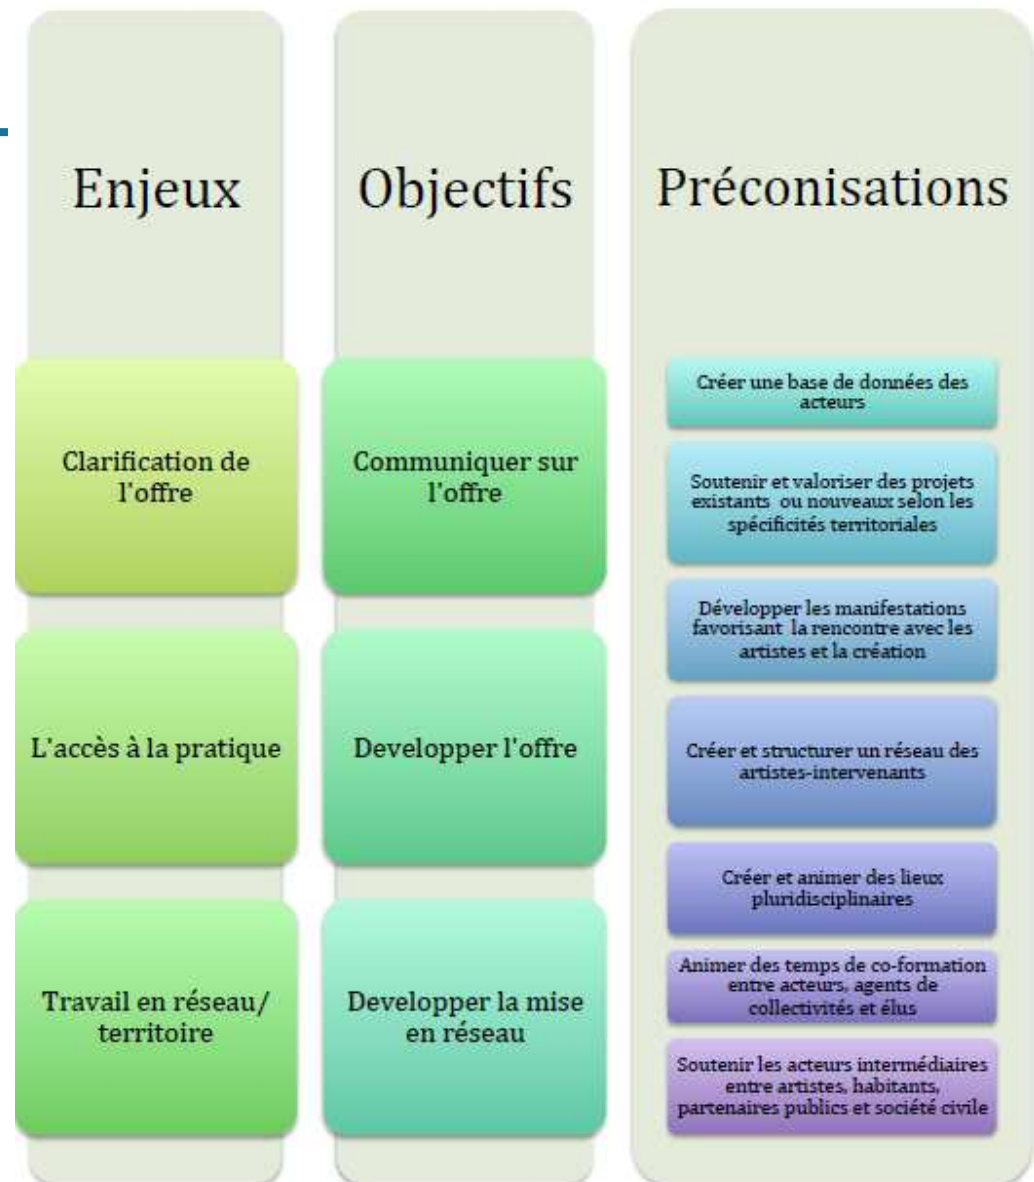 Enjeux
Clarification de
l'offre
L'accès à la pratique
Travail en réseau/
territoire
Objectifs
Communiquer sur
l'offre
Developper l'offre
Developper la mise
en réseau
Préconisations
Créer une base de données des
acteurs
Soutenir et valoriser des projets
existants ou nouveaux selon les
spécificités territoriales
Développer les manifestations
favorisant la rencontre avec les
artistes et la création
Créer et structurer un réseau des
artistes-intervenants
Créer et animer des lieux
pluridisciplinaires
Animer des temps de co-formation
entre acteurs, agents de
collectivités et élus
Soutenir les acteurs intermédiaires
entre artistes, habitants,
partenaires publics et société civile